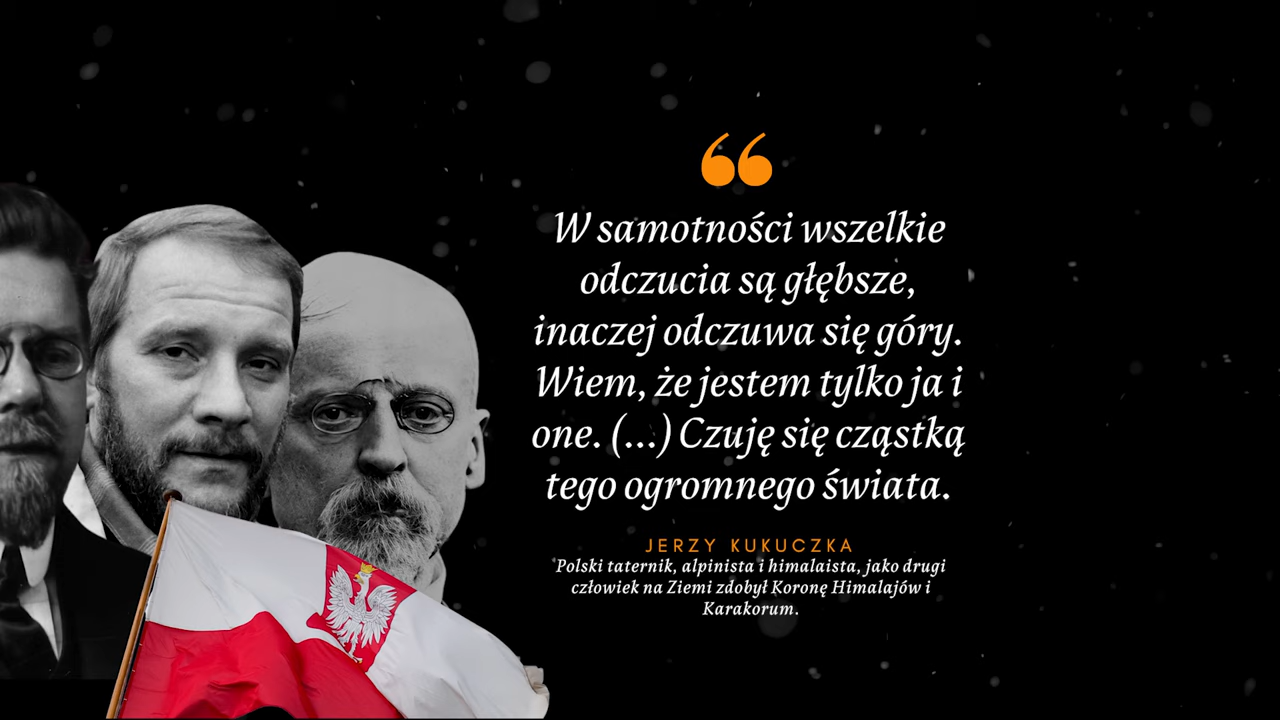 W samotności wszelkie
odczucia są głębsze,
inaczej odczuwa się góry.
Wiem, że jestem tylko ja i
one. (...) Czuję się cząstką
tego ogromnego świata.
JERZY KUKUCZKA
Polski taternik, alpinista i himalaista, jako drugi
człowiek na Ziemi zdobył Koronę Himalajów i
Karakorum.